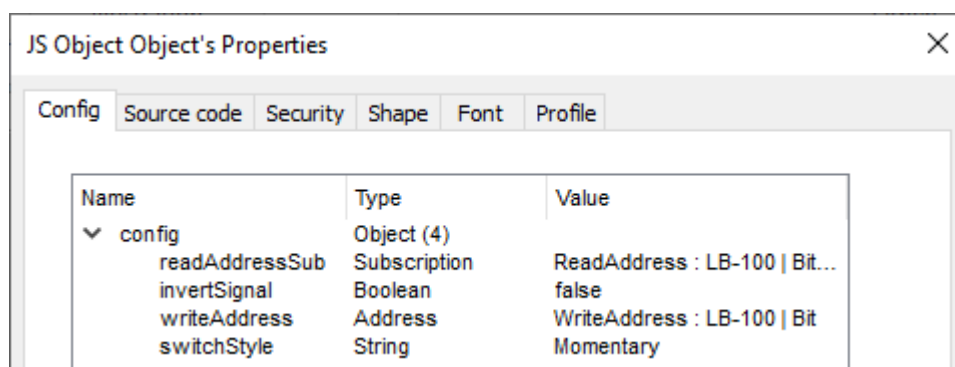 JS Object Object's Properties
Config Source code Security Shape Font Profile
Name Type Value
config Object (4)
readAddressSub Subscription ReadAddress : LB-100 | Bit...
invertSignal Boolean false
writeAddress Address WriteAddress : LB-100 | Bit
switchStyle String Momentary